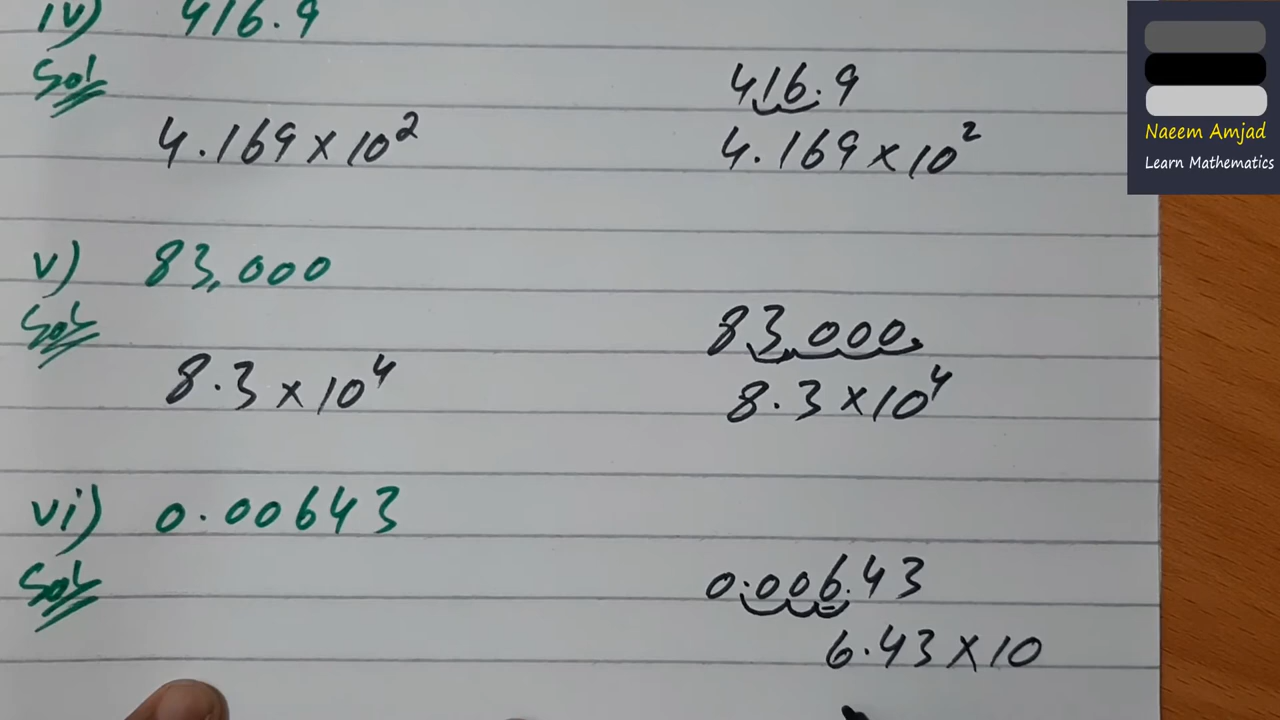 iv) 416.9
Sol
416.9
4.169 × 10²
4.169 × 10²
v) 83,000
Sol
83,000.
8.3 × 10⁴
8.3 × 10⁴
vi) 0.00643
Sol
0.006.43
6.43 × 10
Naeem Amjad
Learn Mathematics